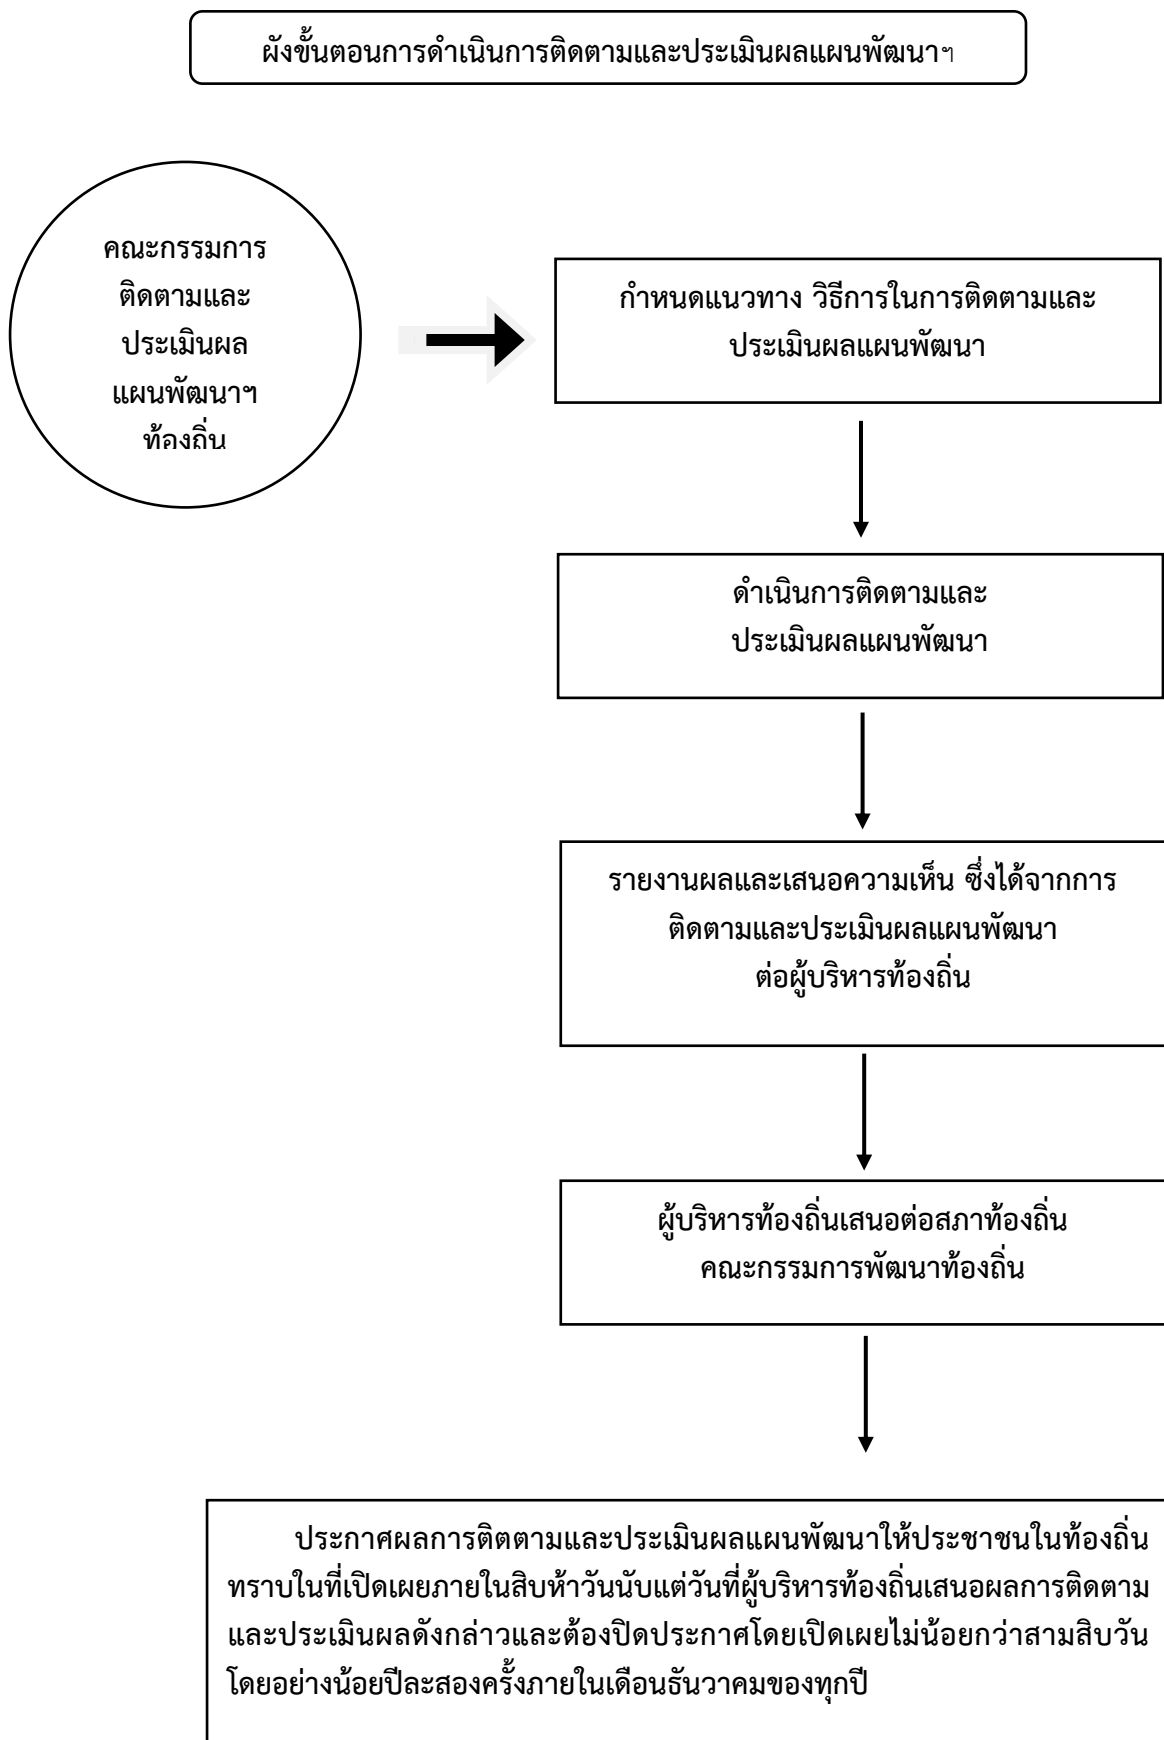 ผังขั้นตอนการดำเนินการติดตามและประเมินผลแผนพัฒนาฯ
คณะกรรมการ
ติดตามและ
ประเมินผล
แผนพัฒนาฯ
ท้องถิ่น
กำหนดแนวทาง วิธีการในการติดตามและ
ประเมินผลแผนพัฒนา
ดำเนินการติดตามและ
ประเมินผลแผนพัฒนา
รายงานผลและเสนอความเห็น ซึ่งได้จากการ
ติดตามและประเมินผลแผนพัฒนา
ต่อผู้บริหารท้องถิ่น
ผู้บริหารท้องถิ่นเสนอต่อสภาท้องถิ่น
คณะกรรมการพัฒนาท้องถิ่น
ประกาศผลการติตตามและประเมินผลแผนพัฒนาให้ประชาชนในท้องถิ่น
ทราบในที่เปิดเผยภายในสิบห้าวันนับแต่วันที่ผู้บริหารท้องถิ่นเสนอผลการติดตาม
และประเมินผลดังกล่าวและต้องปิดประกาศโดยเปิดเผยไม่น้อยกว่าสามสิบวัน
โดยอย่างน้อยปีละสองครั้งภายในเดือนธันวาคมของทุกปี